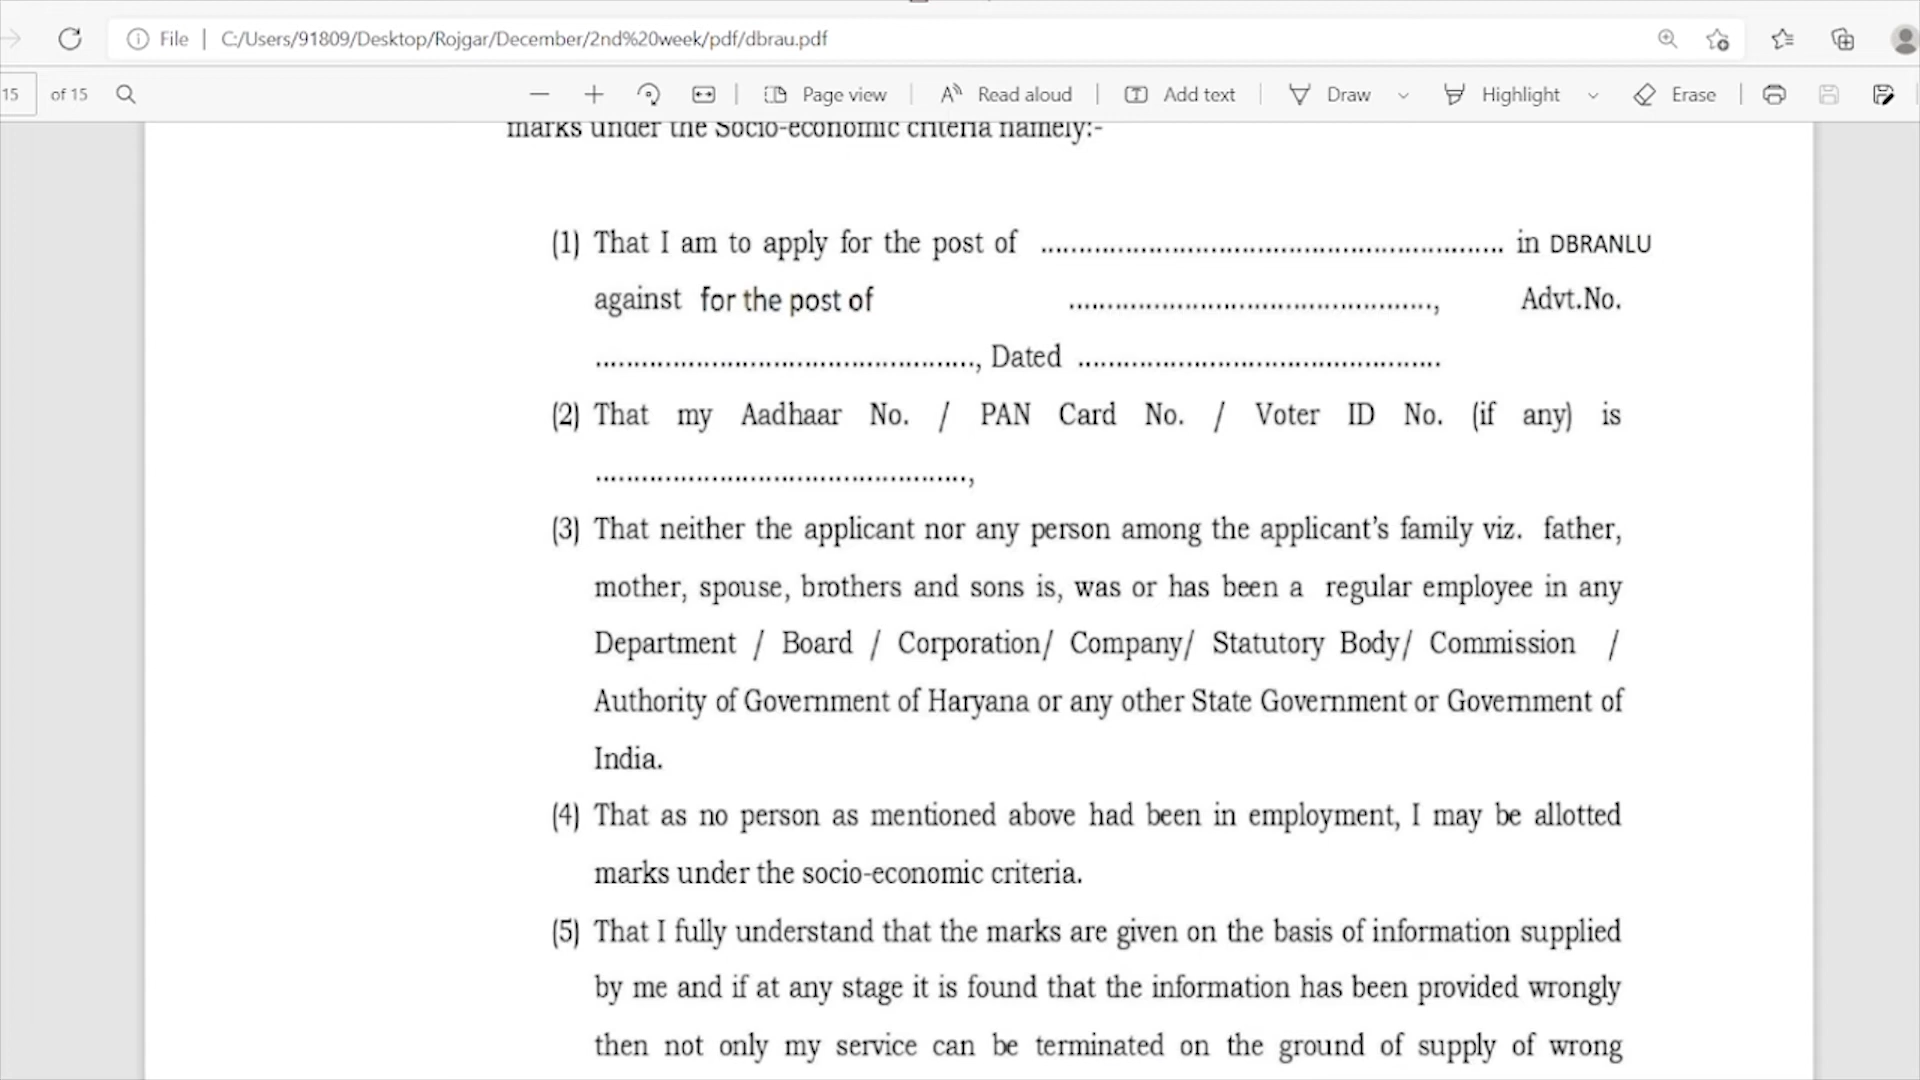 File | C:/Users/91809/Desktop/Rojgar/December/2nd%20week/pdf/dbrau.pdf
15 of 15 Page view Read aloud Add text Draw Highlight Erase
marks under the Socio-economic criteria namely:-
(1) That I am to apply for the post of ............................................................ in DBRANLU
against for the post of ..............................................., Advt.No.
................................................., Dated ...............................................
(2) That my Aadhaar No. / PAN Card No. / Voter ID No. (if any) is
................................................,
(3) That neither the applicant nor any person among the applicant’s family viz. father,
mother, spouse, brothers and sons is, was or has been a regular employee in any
Department / Board / Corporation/ Company/ Statutory Body/ Commission /
Authority of Government of Haryana or any other State Government or Government of
India.
(4) That as no person as mentioned above had been in employment, I may be allotted
marks under the socio-economic criteria.
(5) That I fully understand that the marks are given on the basis of information supplied
by me and if at any stage it is found that the information has been provided wrongly
then not only my service can be terminated on the ground of supply of wrong